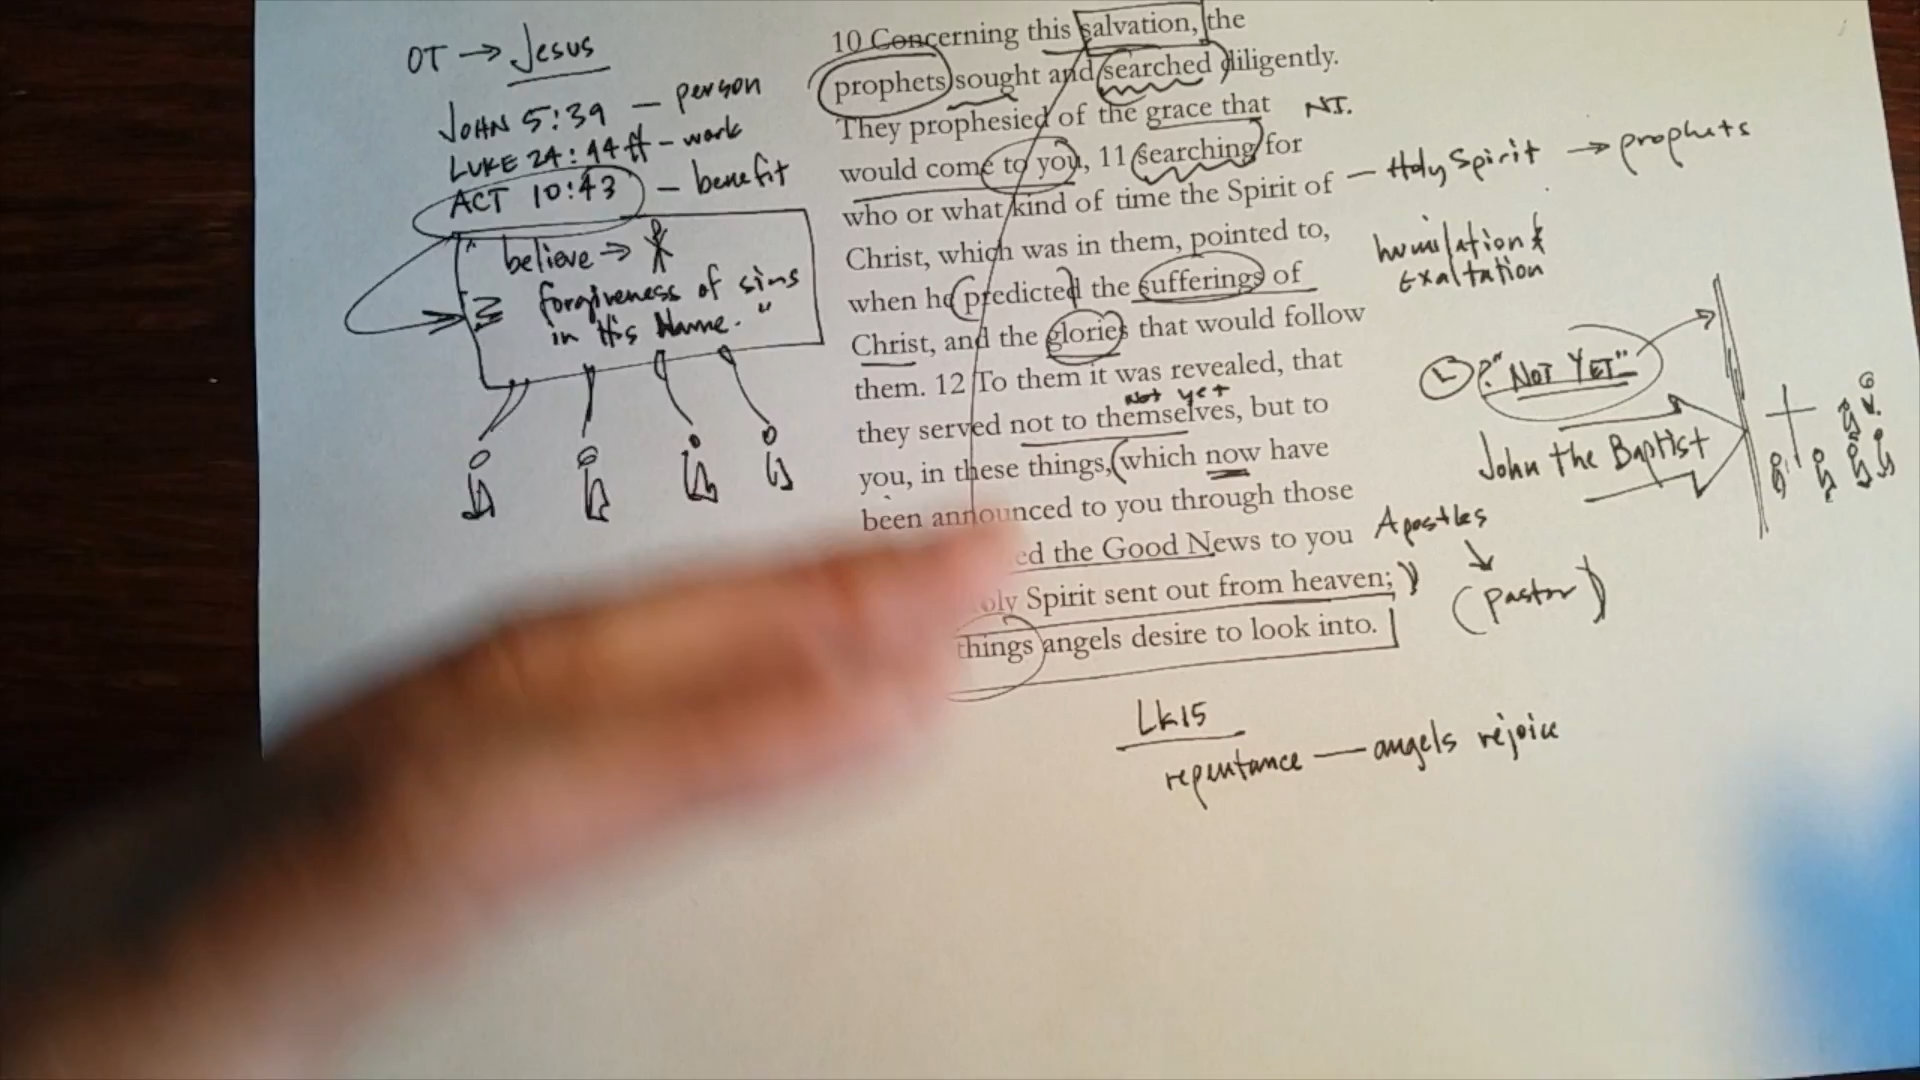 OT → Jesus
JOHN 5:39 — person
LUKE 24:44ff - work
ACT 10:43 — benefit
" believe →
forgiveness of sins
in His Name. "
10 Concerning this salvation, the
prophets sought and searched diligently.
They prophesied of the grace that
would come to you, 11 searching for
who or what kind of time the Spirit of
Christ, which was in them, pointed to,
when he predicted the sufferings of
Christ, and the glories that would follow
them. 12 To them it was revealed, that
not yet
they served not to themselves, but to
you, in these things, which now have
been announced to you through those
ed the Good News to you
oly Spirit sent out from heaven;
things angels desire to look into.
NT.
— Holy Spirit → prophets
humilation &
Exaltation
"NOT YET"
John the Baptist
Apostles
(Pastor)
Lk15
repentance — angels rejoice